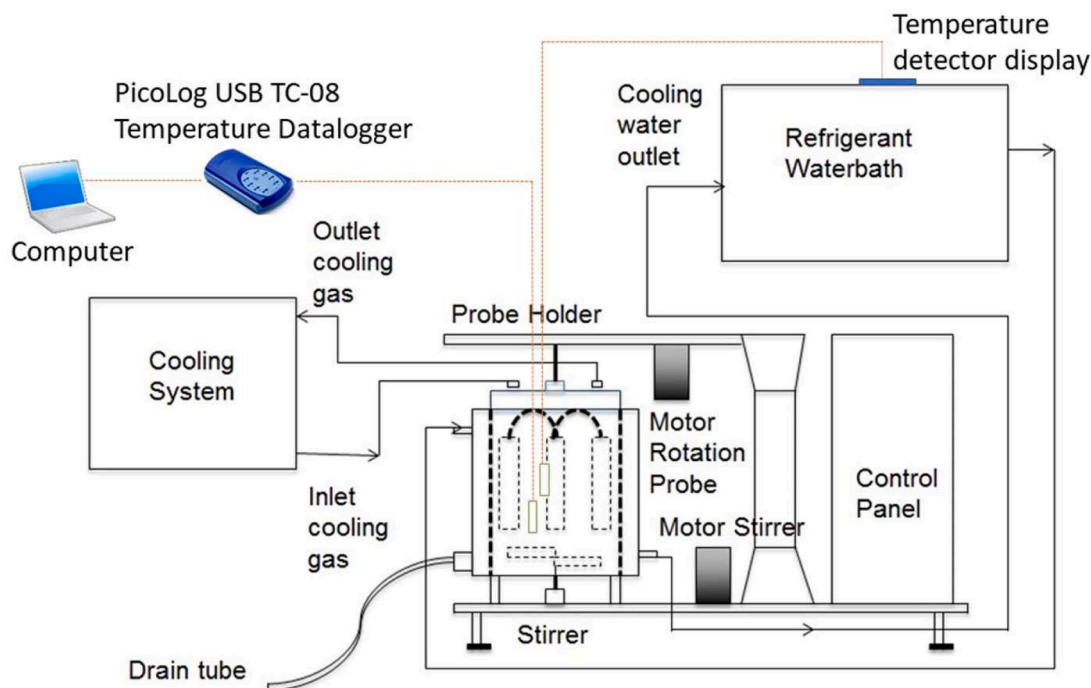 Temperature
detector display
PicoLog USB TC-08
Temperature Datalogger
Cooling
water
outlet
Refrigerant
Waterbath
Computer
Outlet
cooling
gas
Probe Holder
Cooling
System
Motor
Rotation
Probe
Control
Panel
Inlet
cooling
gas
Motor Stirrer
Stirrer
Drain tube